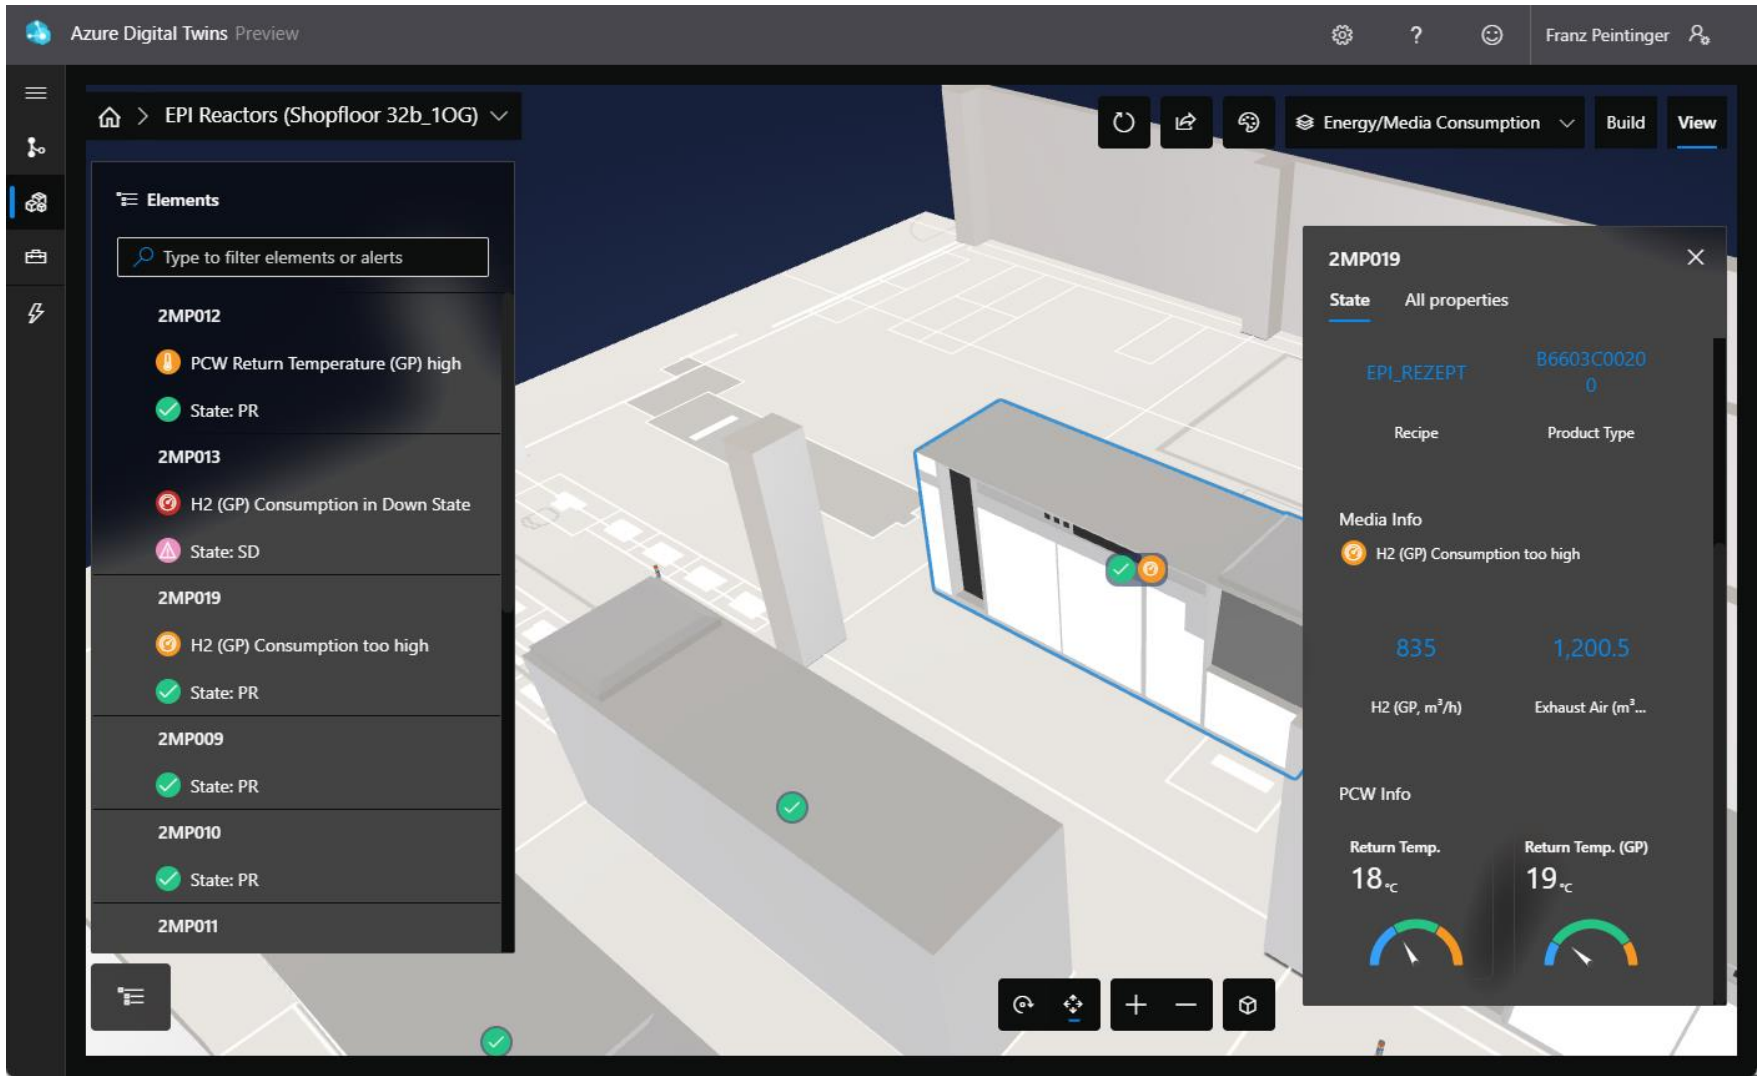 Azure Digital Twins Preview
?
Franz Peintinger
EPI Reactors (Shopfloor 32b_1OG)
Energy/Media Consumption
Build
View
Elements
Type to filter elements or alerts
2MP012
PCW Return Temperature (GP) high
State: PR
2MP013
H2 (GP) Consumption in Down State
State: SD
2MP019
H2 (GP) Consumption too high
State: PR
2MP009
State: PR
2MP010
State: PR
2MP011
2MP019
State
All properties
EPI_REZEPT
B6603C0020
0
Recipe
Product Type
Media Info
H2 (GP) Consumption too high
835
1,200.5
H2 (GP, m³/h)
Exhaust Air (m³...
PCW Info
Return Temp.
Return Temp. (GP)
18 °C
19 °C